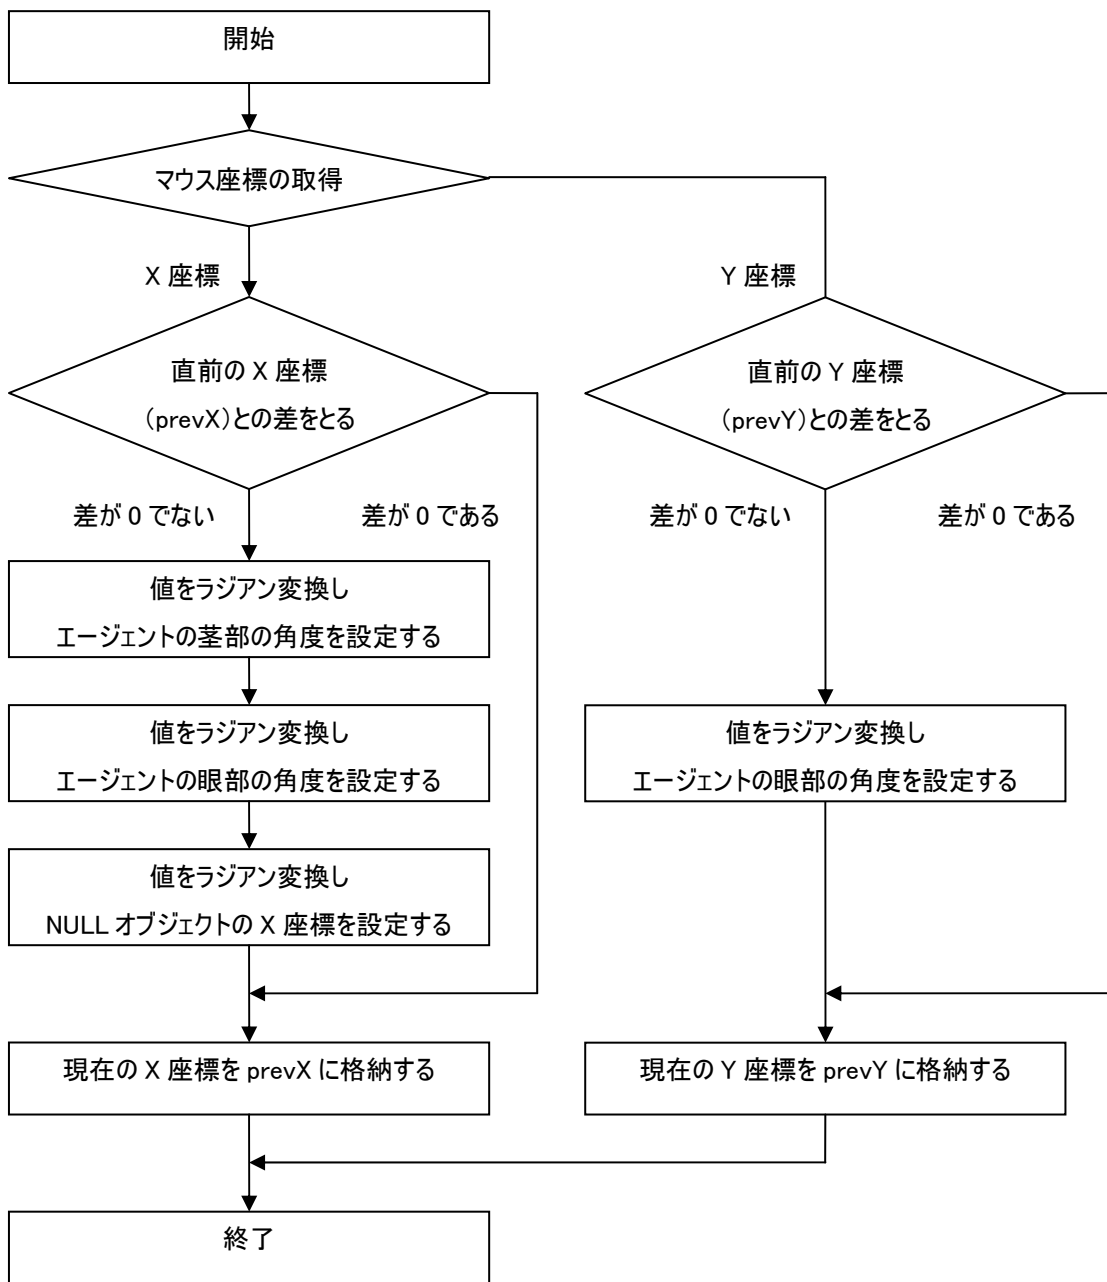 開始
マウス座標の取得
X 座標
Y 座標
直前の X 座標
(prevX)との差をとる
直前の Y 座標
(prevY)との差をとる
差が 0 でない
差が 0 である
差が 0 でない
差が 0 である
値をラジアン変換し
エージェントの茎部の角度を設定する
値をラジアン変換し
エージェントの眼部の角度を設定する
値をラジアン変換し
エージェントの眼部の角度を設定する
値をラジアン変換し
NULL オブジェクトの X 座標を設定する
現在の X 座標を prevX に格納する
現在の Y 座標を prevY に格納する
終了